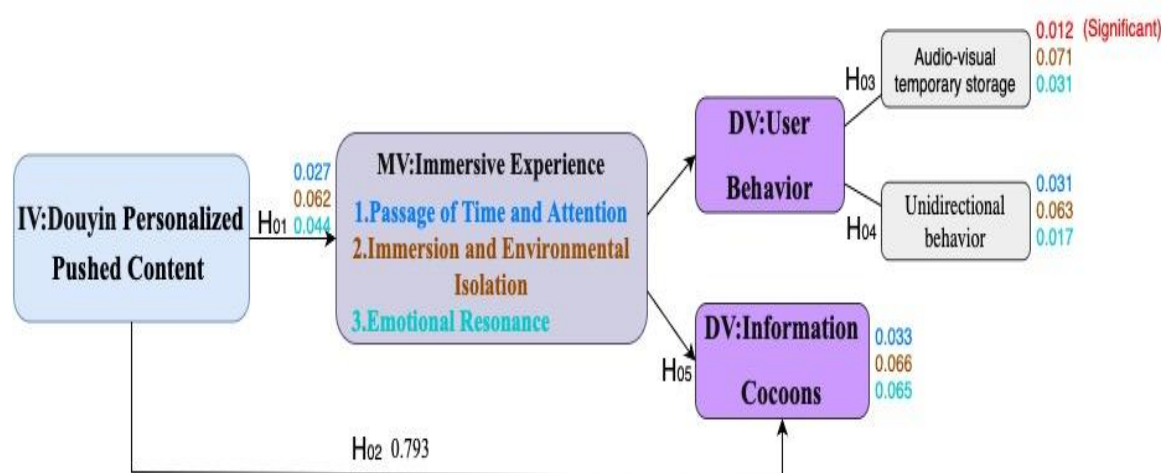 IV:Douyin Personalized
Pushed Content
H01
0.027
0.062
0.044
MV:Immersive Experience
1.Passage of Time and Attention
2.Immersion and Environmental
Isolation
3.Emotional Resonance
DV:User
Behavior
H03
Audio-visual
temporary storage
0.012 (Significant)
0.071
0.031
H04
Unidirectional
behavior
0.031
0.063
0.017
H05
DV:Information
Cocoons
0.033
0.066
0.065
H02 0.793